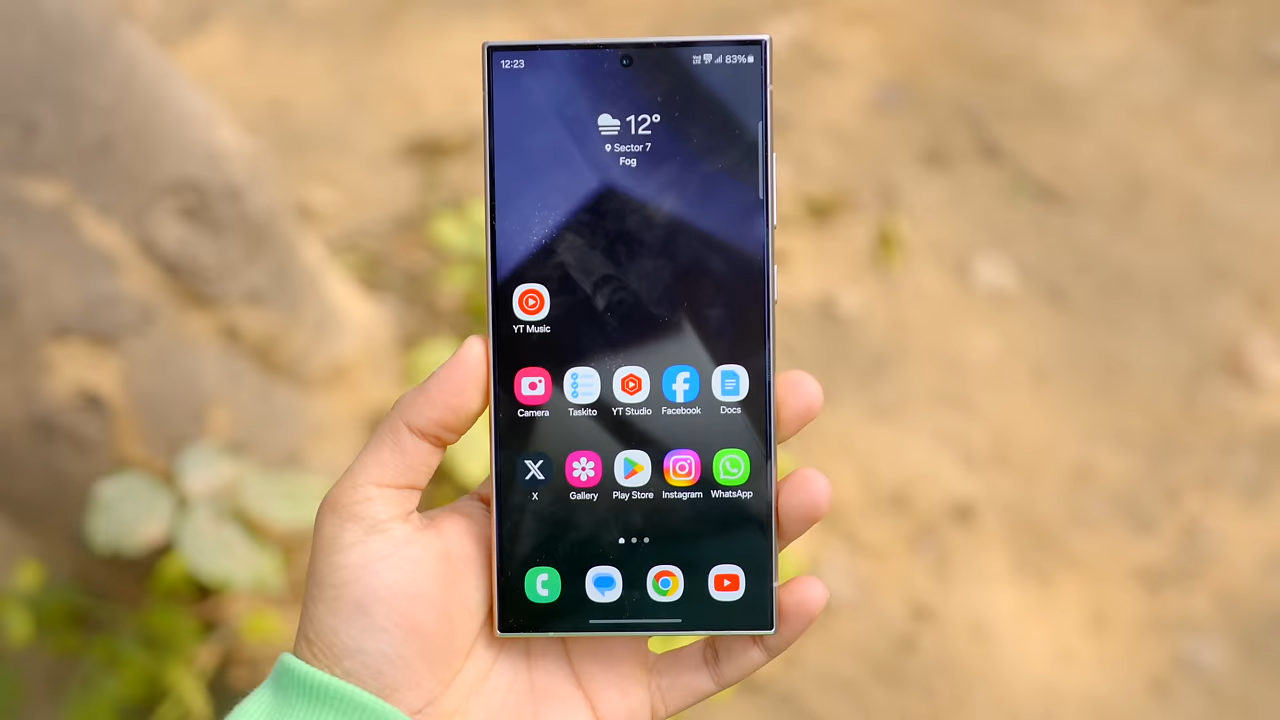 12:23
83%
12°
Sector 7
Fog
YT Music
Camera
Taskito
YT Studio
Facebook
Docs
X
Gallery
Play Store
Instagram
WhatsApp